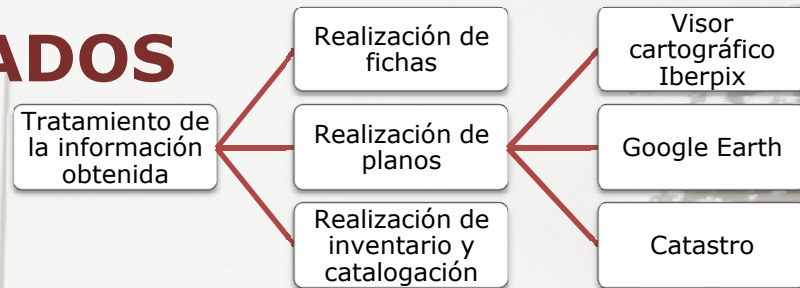 ADOS
Tratamiento de
la información
obtenida
Realización de
fichas
Realización de
planos
Realización de
inventario y
catalogación
Visor
cartográfico
Iberpix
Google Earth
Catastro